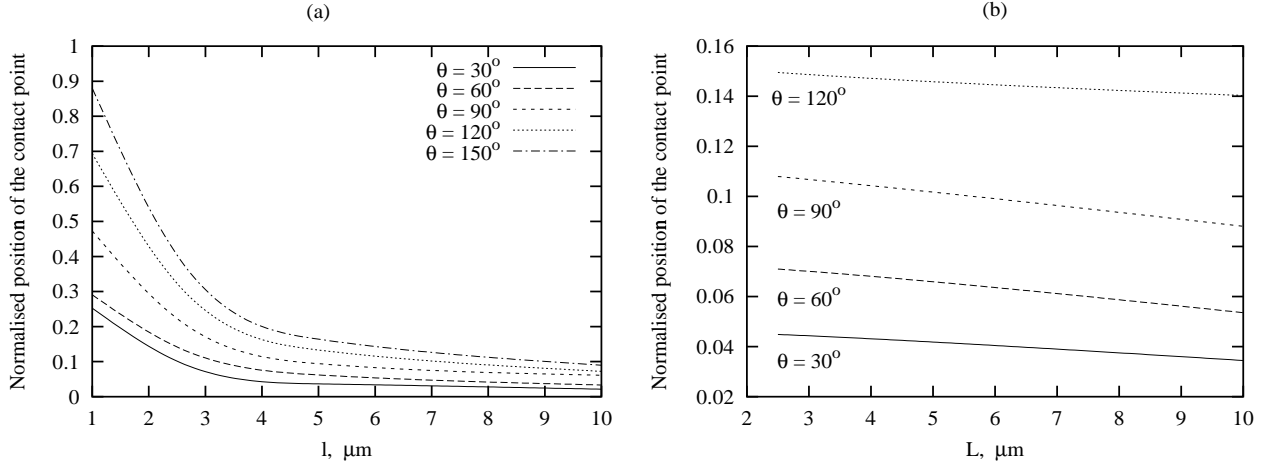 (a)
Normalised position of the contact point
1
0.9
0.8
0.7
0.6
0.5
0.4
0.3
0.2
0.1
0
1 2 3 4 5 6 7 8 9 10
l, μm
θ = 30°
θ = 60°
θ = 90°
θ = 120°
θ = 150°
(b)
Normalised position of the contact point
0.16
0.14
0.12
0.1
0.08
0.06
0.04
0.02
2 3 4 5 6 7 8 9 10
L, μm
θ = 120°
θ = 90°
θ = 60°
θ = 30°